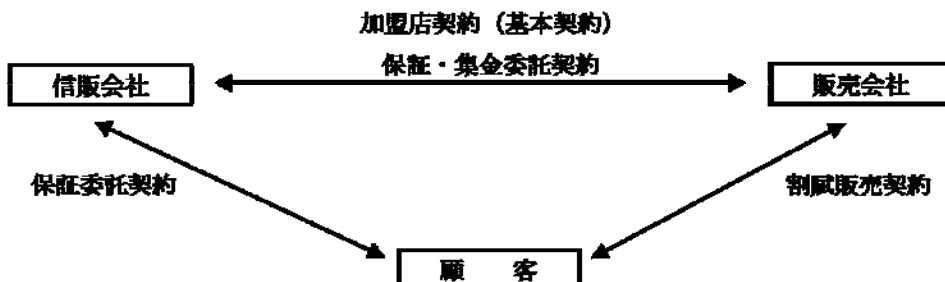 加盟店契約（基本契約）
保証・集金委託契約
信販会社
販売会社
保証委託契約
割賦販売契約
顧　客